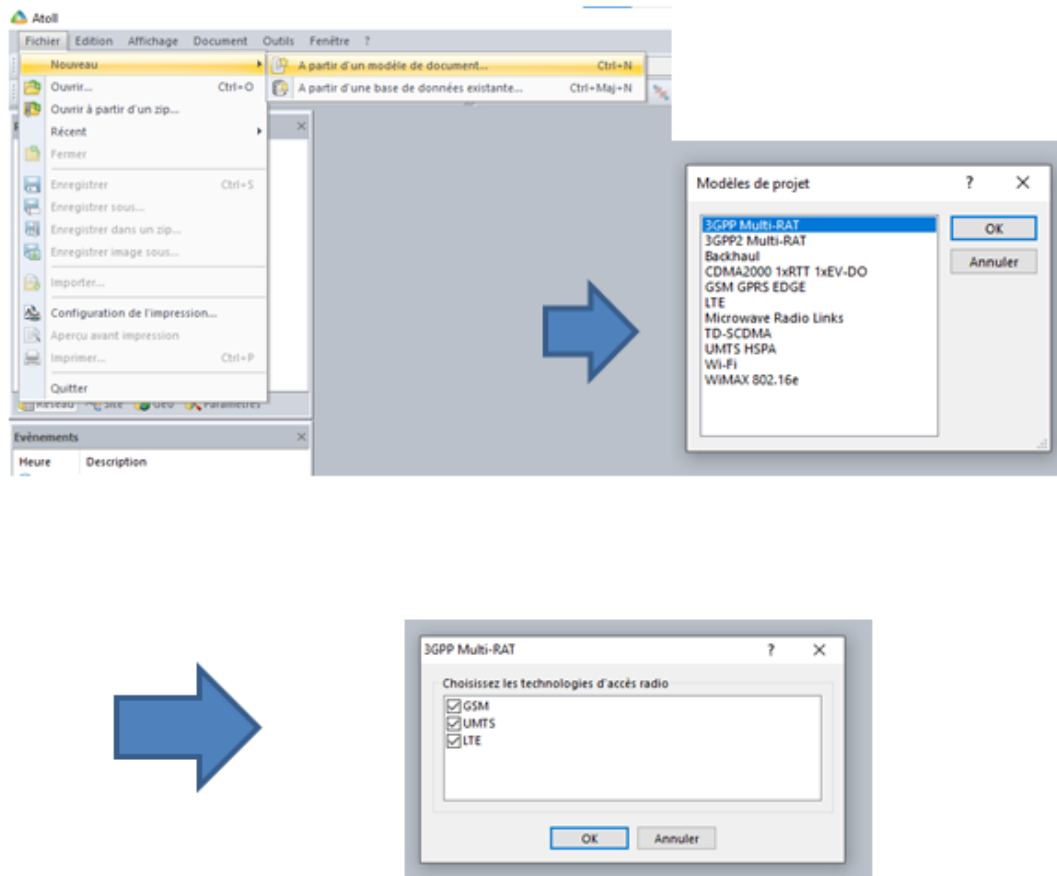 Atoll
Fichier Edition Affichage Document Outils Fenêtre ?
Nouveau
A partir d'un modèle de document... Ctrl+N
Ouvrir... Ctrl+O
A partir d'une base de données existante... Ctrl+Maj+N
Ouvrir à partir d'un zip...
Récent
Fermer
Enregistrer Ctrl+S
Enregistrer sous...
Enregistrer dans un zip...
Enregistrer image sous...
Importer...
Configuration de l'impression...
Aperçu avant impression
Imprimer... Ctrl+P
Quitter
Réseau Site Géo Paramètres
Evènements
Heure Description
Modèles de projet ?
3GPP Multi-RAT
3GPP2 Multi-RAT
Backhaul
CDMA2000 1xRTT 1xEV-DO
GSM GPRS EDGE
LTE
Microwave Radio Links
TD-SCDMA
UMTS HSPA
Wi-Fi
WiMAX 802.16e
OK
Annuler
3GPP Multi-RAT ?
Choisissez les technologies d'accès radio
GSM
UMTS
LTE
OK Annuler